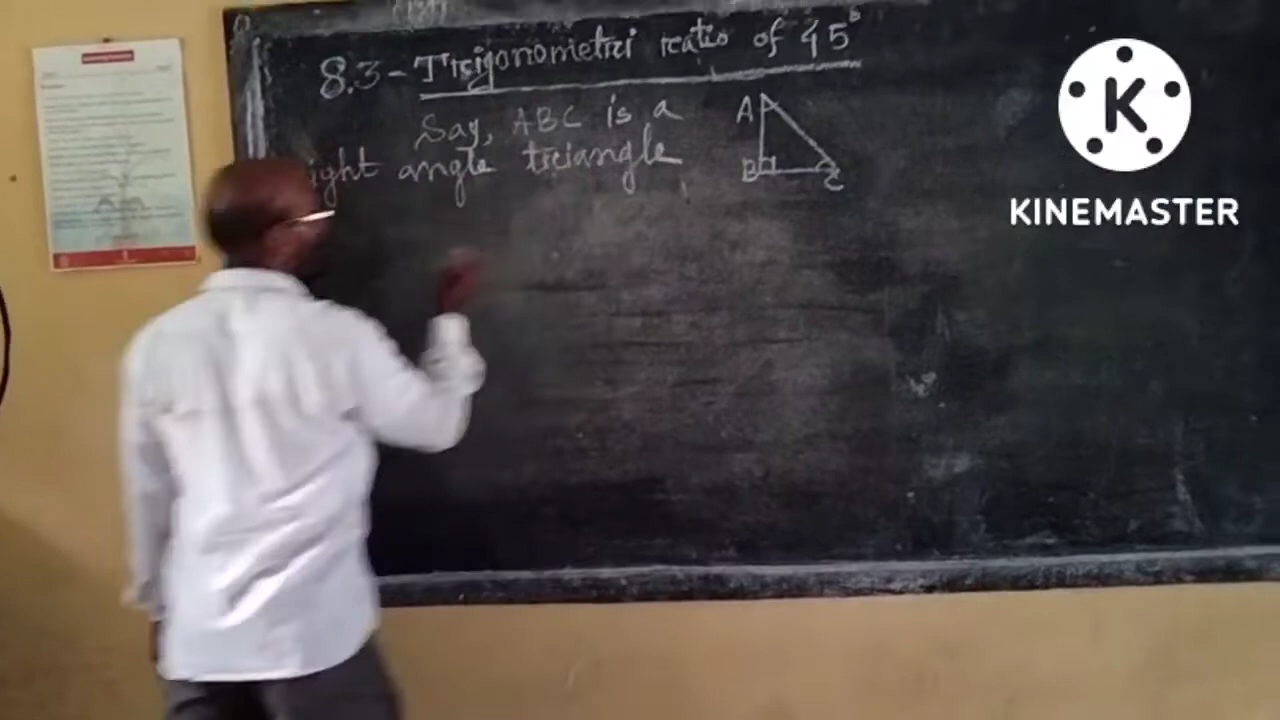 8.3 - Trigonometri ratio of 45°
Say, ABC is a
ight angle triangle
A
B
C
K
KINEMASTER